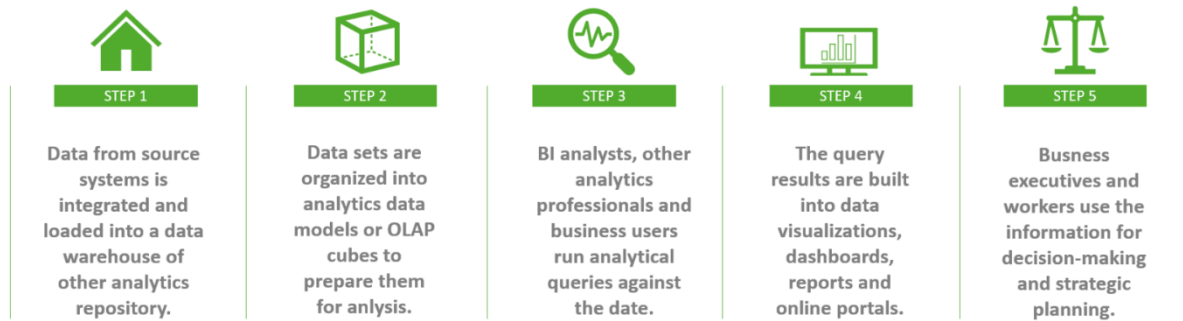 STEP 1
Data from source
systems is
integrated and
loaded into a data
warehouse of
other analytics
repository.
STEP 2
Data sets are
organized into
analytics data
models or OLAP
cubes to
prepare them
for anlysis.
STEP 3
BI analysts, other
analytics
professionals and
business users
run analytical
queries against
the date.
STEP 4
The query
results are built
into data
visualizations,
dashboards,
reports and
online portals.
STEP 5
Busness
executives and
workers use the
information for
decision-making
and strategic
planning.